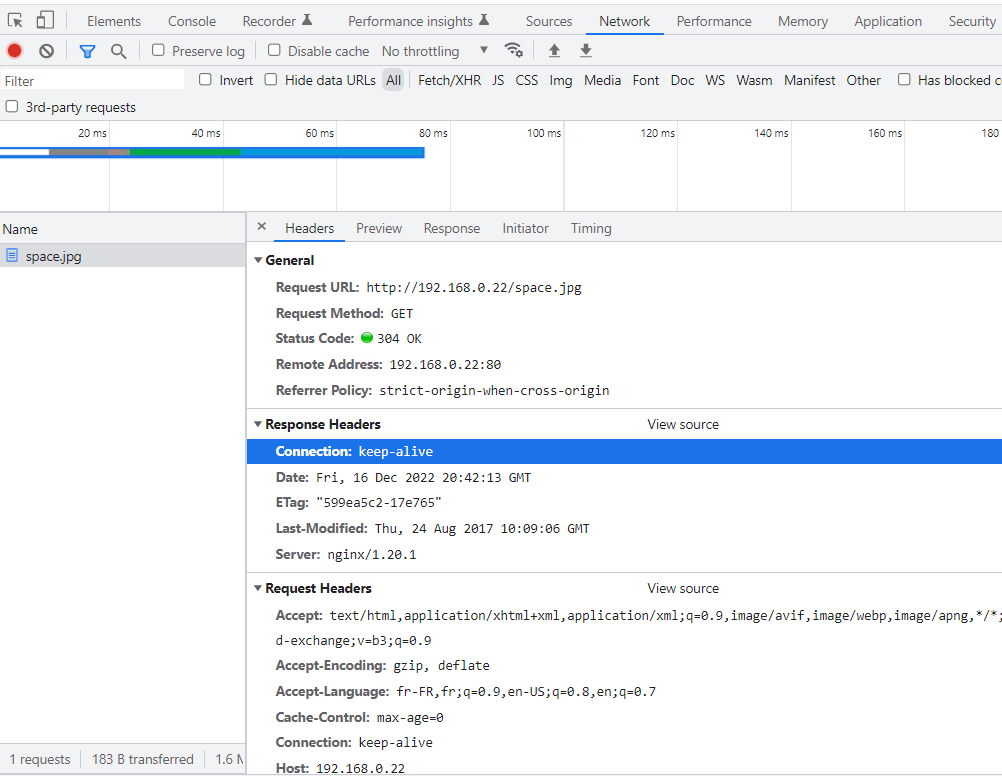 Elements Console Recorder Performance insights Sources Network Performance Memory Application Security
Preserve log Disable cache No throttling
Filter Invert Hide data URLs All Fetch/XHR JS CSS Img Media Font Doc WS Wasm Manifest Other Has blocked c
3rd-party requests
20 ms 40 ms 60 ms 80 ms 100 ms 120 ms 140 ms 160 ms 180
Name
space.jpg
Headers Preview Response Initiator Timing
General
Request URL: http://192.168.0.22/space.jpg
Request Method: GET
Status Code: 304 OK
Remote Address: 192.168.0.22:80
Referrer Policy: strict-origin-when-cross-origin
Response Headers View source
Connection: keep-alive
Date: Fri, 16 Dec 2022 20:42:13 GMT
ETag: "599ea5c2-17e765"
Last-Modified: Thu, 24 Aug 2017 10:09:06 GMT
Server: nginx/1.20.1
Request Headers View source
Accept: text/html,application/xhtml+xml,application/xml;q=0.9,image/avif,image/webp,image/apng,*/*;
d-exchange;v=b3;q=0.9
Accept-Encoding: gzip, deflate
Accept-Language: fr-FR,fr;q=0.9,en-US;q=0.8,en;q=0.7
Cache-Control: max-age=0
Connection: keep-alive
Host: 192.168.0.22
1 requests 183 B transferred 1.6 M